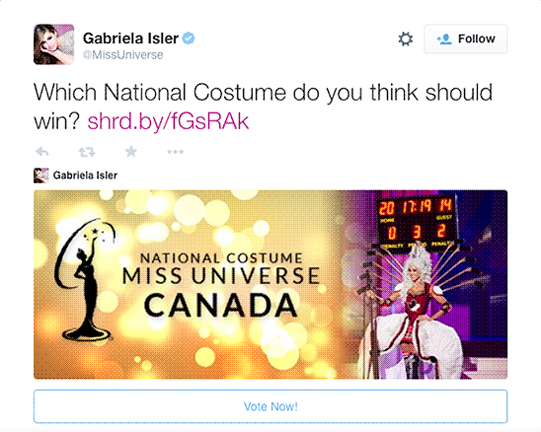 Gabriela Isler
@MissUniverse
Follow
Which National Costume do you think should
win? shrd.by/fGsRAk
Gabriela Isler
NATIONAL COSTUME
MISS UNIVERSE
CANADA
20 17:19 14
HOME GUEST
0 3 2
PENALTY PERIOD PENALTY
Vote Now!